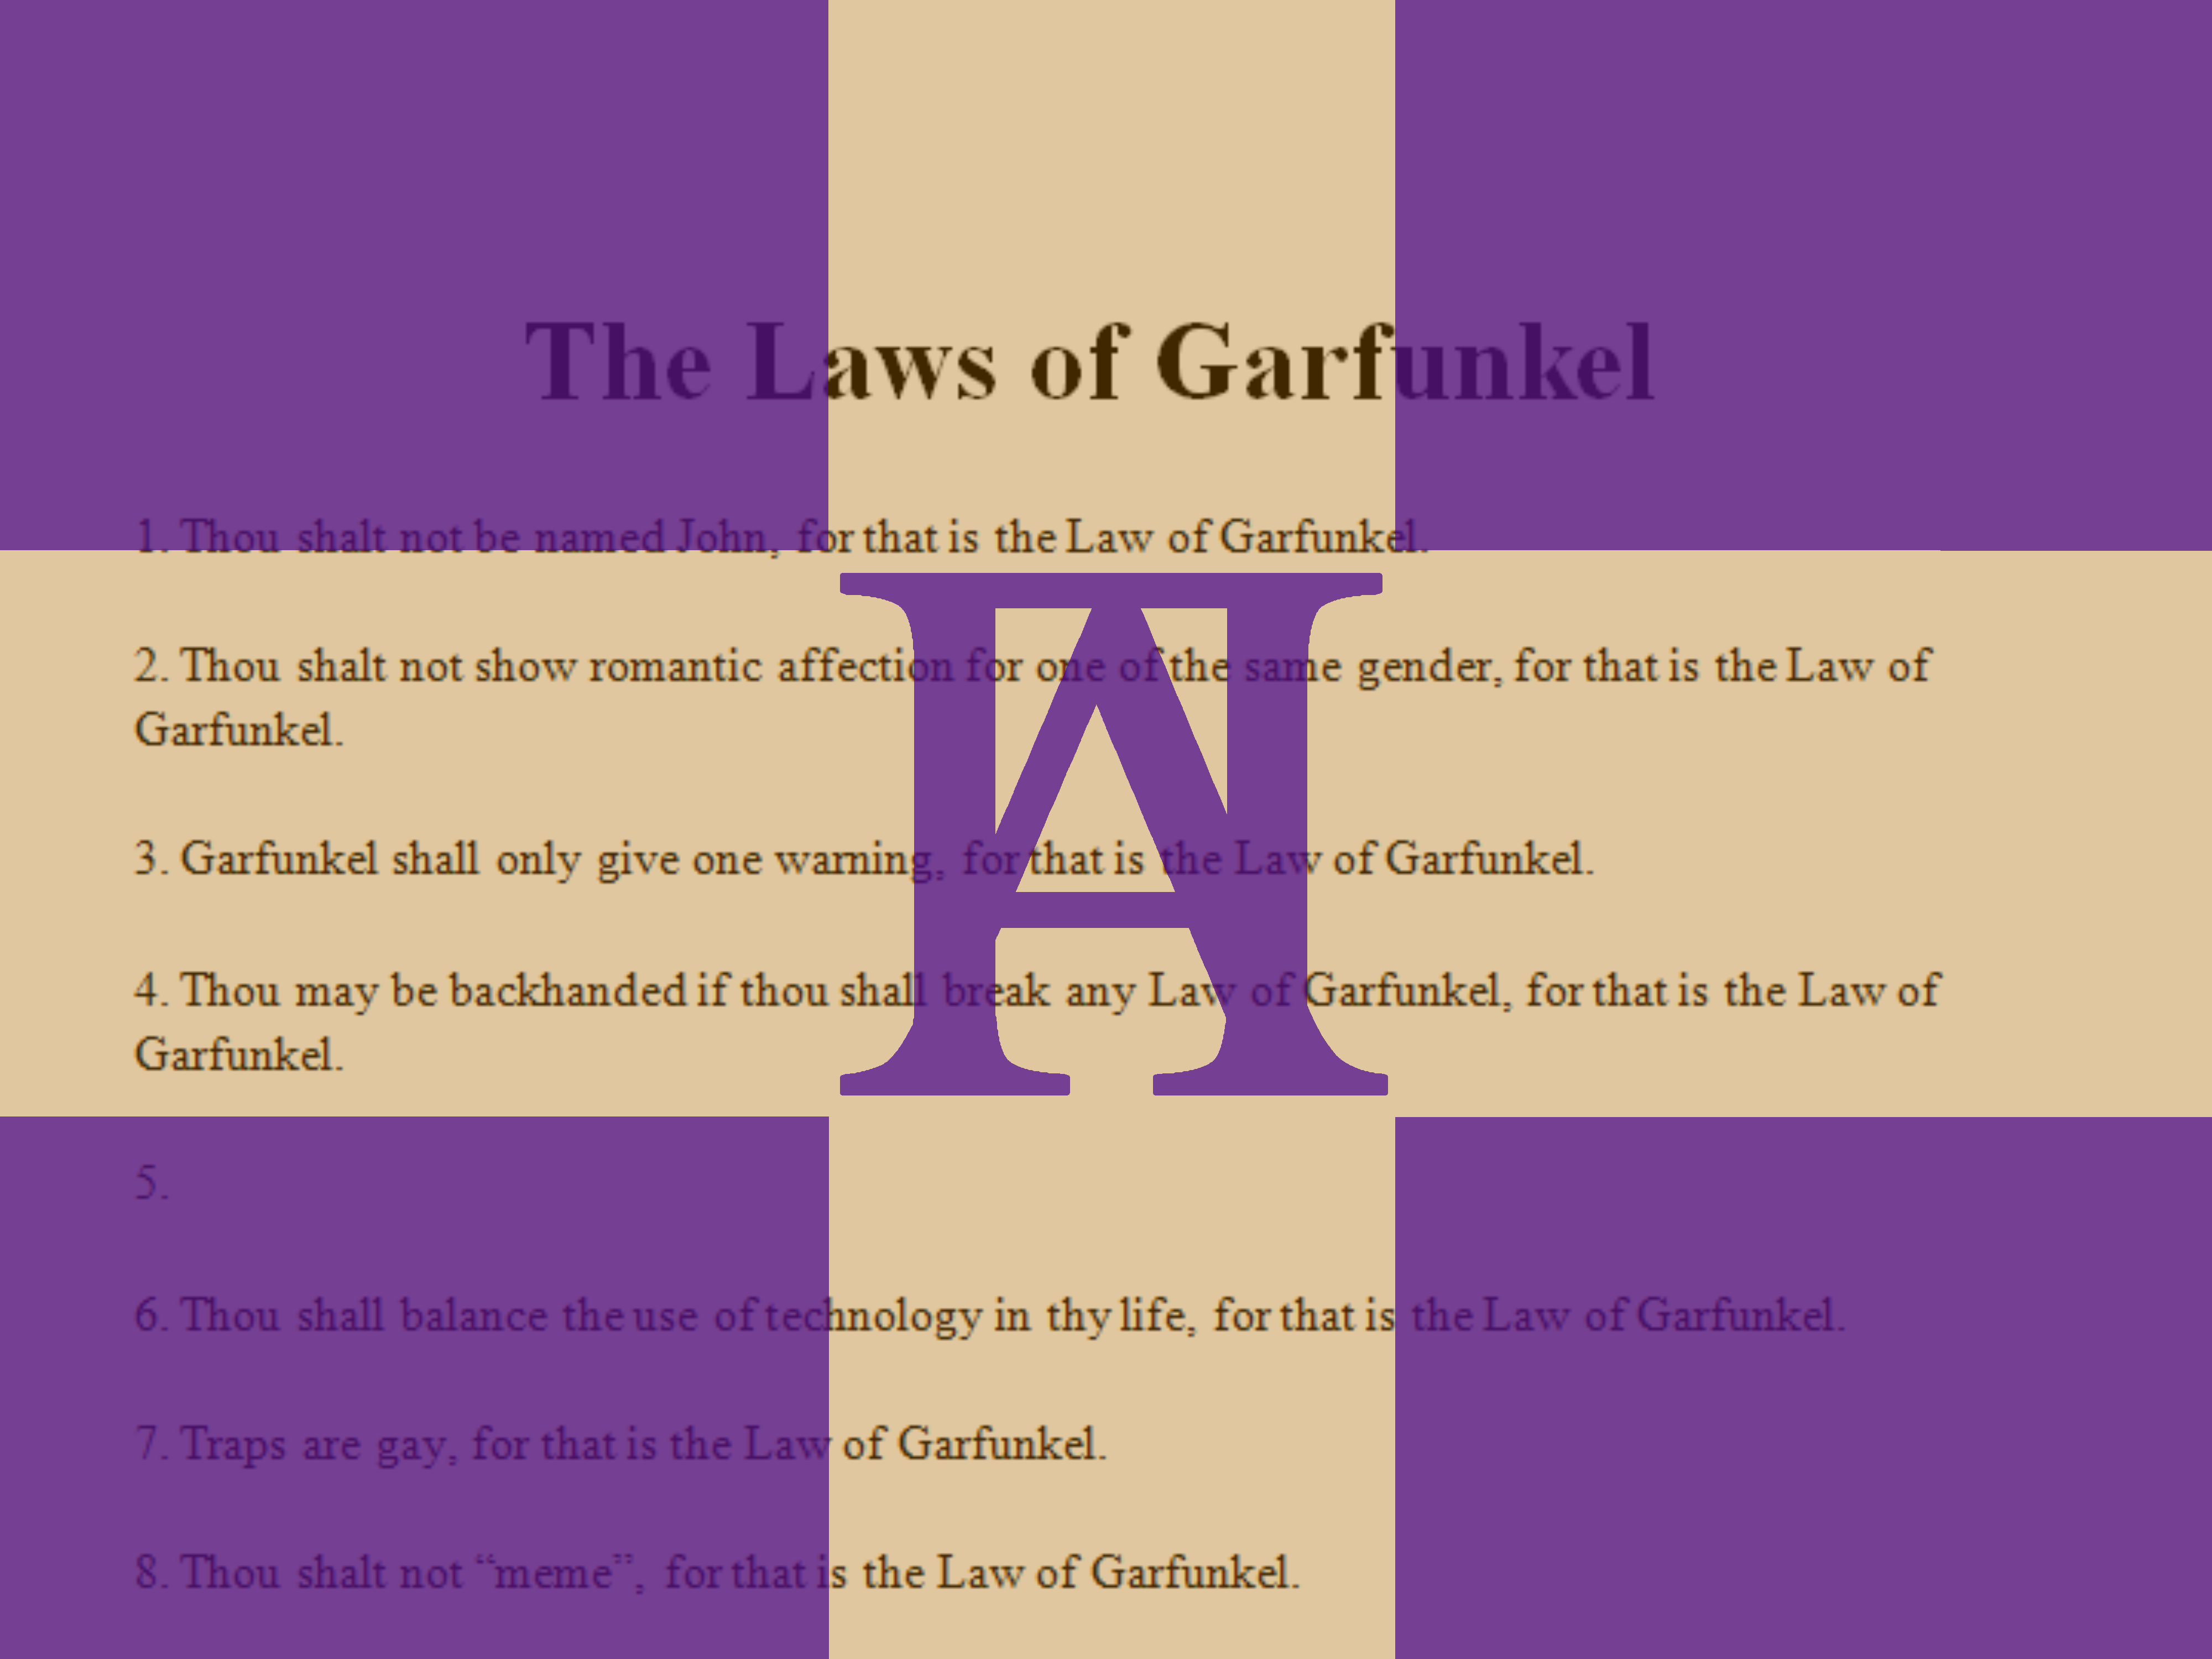 The Laws of Garfunkel
1. Thou shalt not be named John, for that is the Law of Garfunkel.
2. Thou shalt not show romantic affection for one of the same gender, for that is the Law of
Garfunkel.
3. Garfunkel shall only give one warning, for that is the Law of Garfunkel.
4. Thou may be backhanded if thou shall break any Law of Garfunkel, for that is the Law of
Garfunkel.
5.
6. Thou shall balance the use of technology in thy life, for that is the Law of Garfunkel.
7. Traps are gay, for that is the Law of Garfunkel.
8. Thou shalt not “meme”, for that is the Law of Garfunkel.